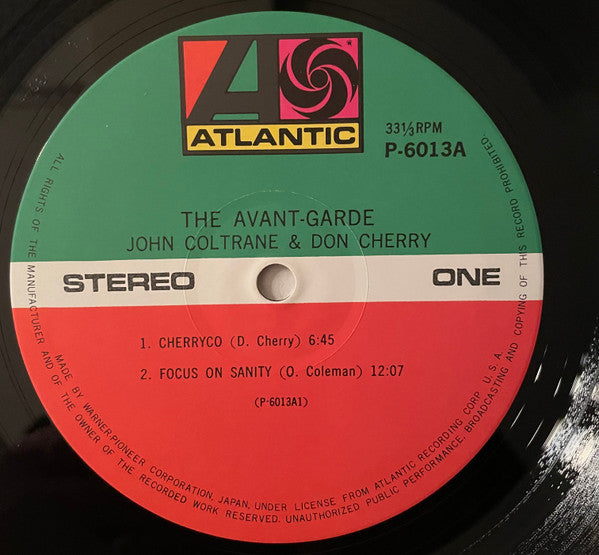 ATLANTIC
33⅓ RPM
P-6013A
THE AVANT-GARDE
JOHN COLTRANE & DON CHERRY
STEREO
ONE
1. CHERRYCO (D. Cherry) 6:45
2. FOCUS ON SANITY (O. Coleman) 12:07
(P-6013A1)
MADE BY WARNER-PIONEER CORPORATION, JAPAN, UNDER LICENSE FROM ATLANTIC RECORDING CORP. U.S.A.
ALL RIGHTS OF THE MANUFACTURER AND OF THE OWNER OF THE RECORDED WORK RESERVED. UNAUTHORIZED PUBLIC PERFORMANCE, BROADCASTING AND COPYING OF THIS RECORD PROHIBITED.